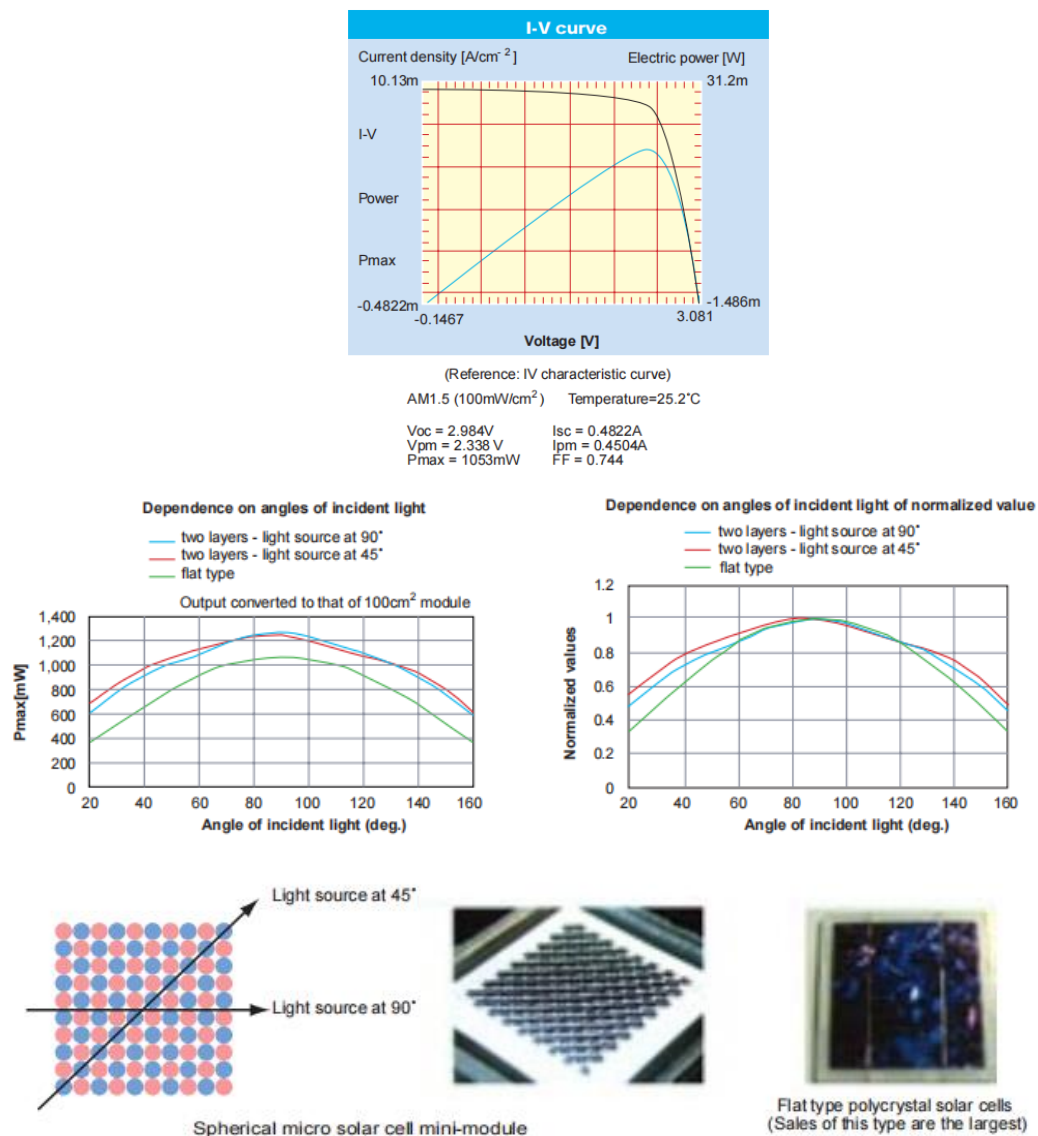 I-V curve
Current density [A/cm⁻²]
Electric power [W]
10.13m
31.2m
I-V
Power
Pmax
-0.4822m
-1.486m
-0.1467
3.081
Voltage [V]
(Reference: IV characteristic curve)
AM1.5 (100mW/cm²) Temperature=25.2°C
Voc = 2.984V Isc = 0.4822A
Vpm = 2.338 V Ipm = 0.4504A
Pmax = 1053mW FF = 0.744
Dependence on angles of incident light
two layers - light source at 90°
two layers - light source at 45°
flat type
Output converted to that of 100cm² module
1,400
1,200
1,000
800
600
400
200
0
Pmax[mW]
20 40 60 80 100 120 140 160
Angle of incident light (deg.)
Dependence on angles of incident light of normalized value
two layers - light source at 90°
two layers - light source at 45°
flat type
1.2
1
0.8
0.6
0.4
0.2
0
Normalized values
20 40 60 80 100 120 140 160
Angle of incident light (deg.)
Light source at 45°
Light source at 90°
Spherical micro solar cell mini-module
Flat type polycrystal solar cells
(Sales of this type are the largest)